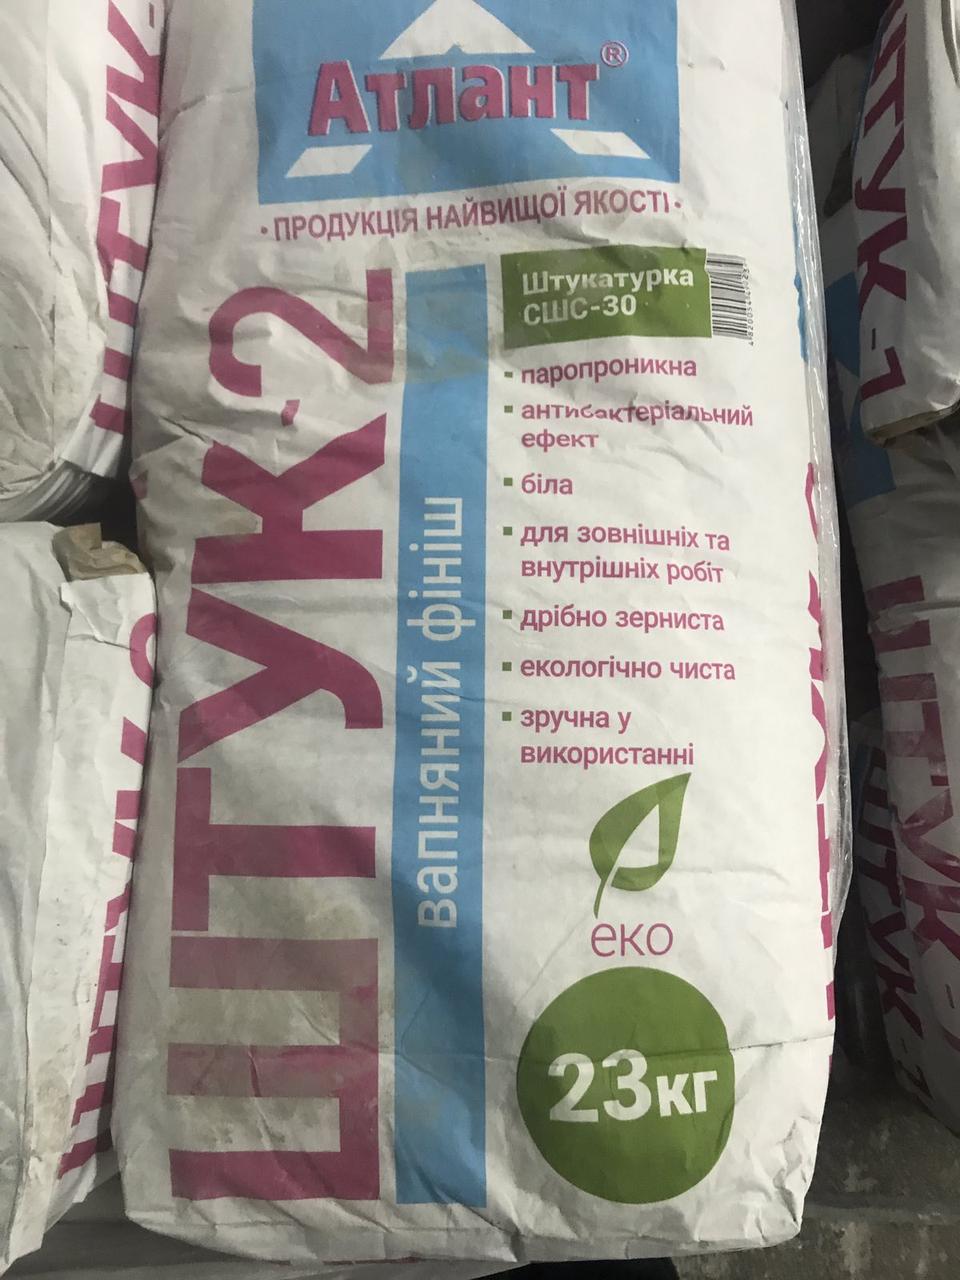 Атлант®
• ПРОДУКЦІЯ НАЙВИЩОЇ ЯКОСТІ •
ШТУК-2
вапняний фініш
Штукатурка
СШС-30
▪ паропроникна
▪ антибактеріальний
ефект
▪ біла
▪ для зовнішніх та
внутрішніх робіт
▪ дрібно зерниста
▪ екологічно чиста
▪ зручна у
використанні
еко
23кг